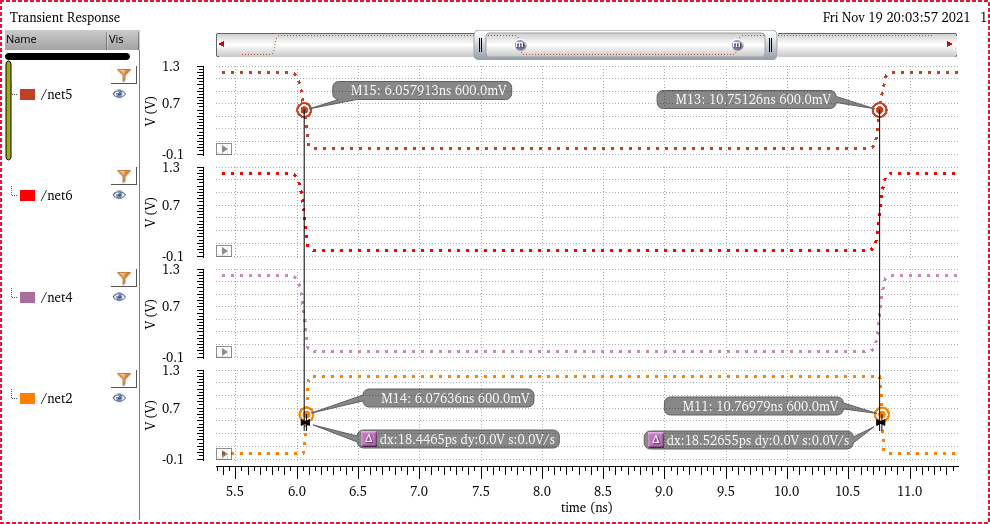 Transient Response
Fri Nov 19 20:03:57 2021 1
Name Vis
m m
1.3
/net5
V (V)
0.7
-0.1
M15: 6.057913ns 600.0mV
M13: 10.75126ns 600.0mV
1.3
/net6
V (V)
0.7
-0.1
1.3
/net4
V (V)
0.7
-0.1
1.3
/net2
V (V)
0.7
-0.1
M14: 6.07636ns 600.0mV
M11: 10.76979ns 600.0mV
Δ dx:18.4465ps dy:0.0V s:0.0V/s
Δ dx:18.52655ps dy:0.0V s:0.0V/s
5.5 6.0 6.5 7.0 7.5 8.0 8.5 9.0 9.5 10.0 10.5 11.0
time (ns)